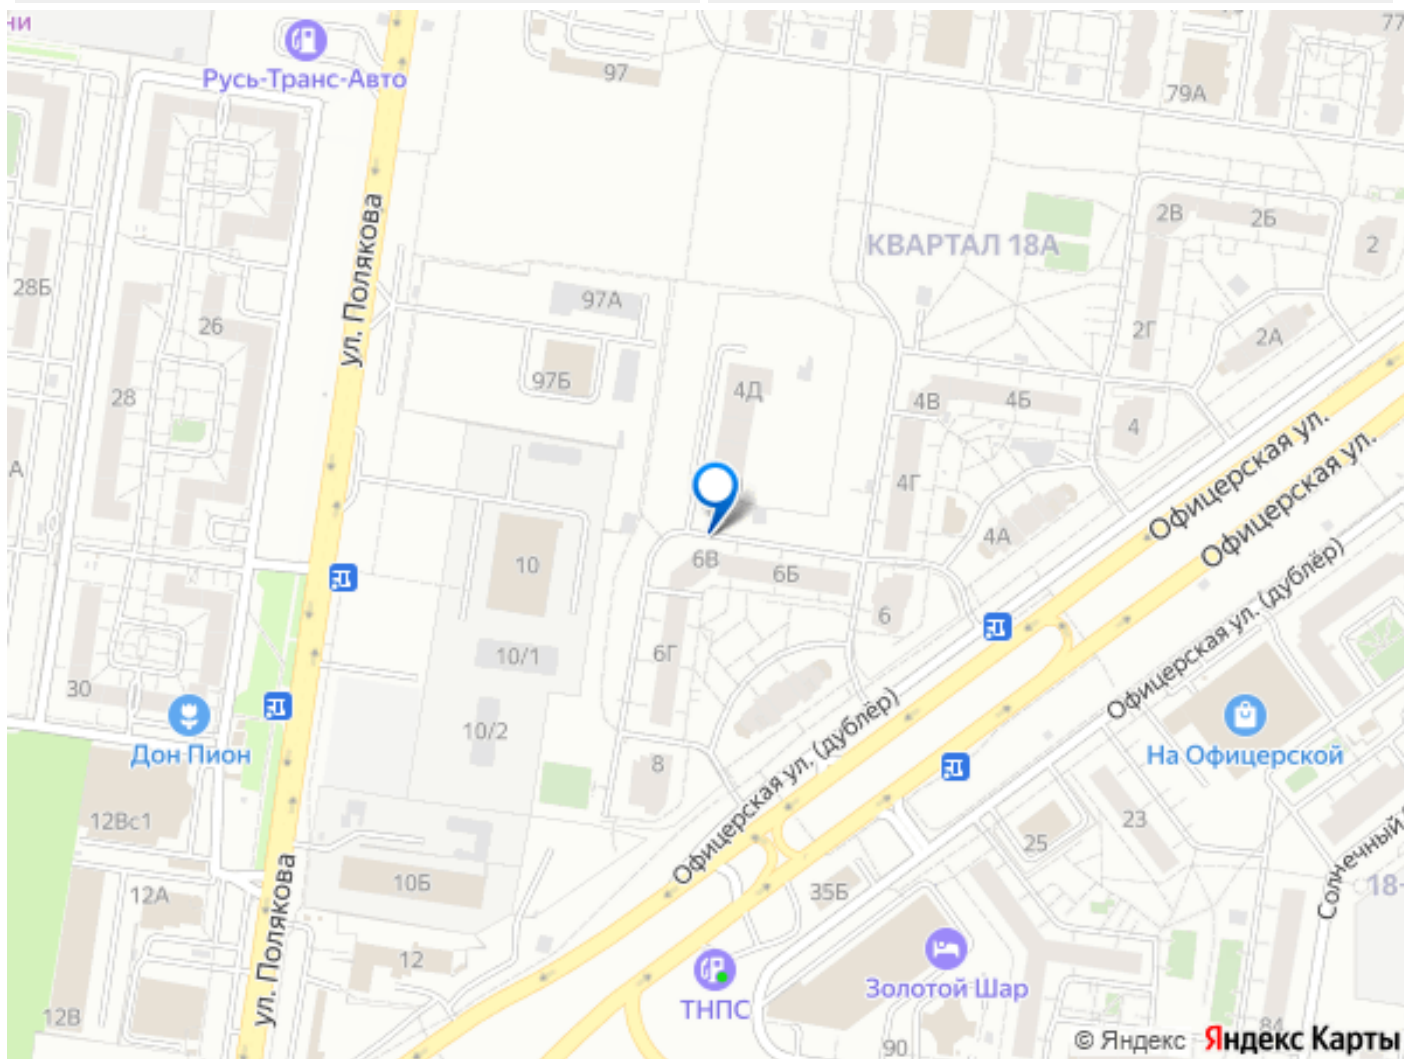 ни
Русь-Транс-Авто
97
77
79А
ул. Полякова
КВАРТАЛ 18А
2В
2Б
2
28Б
26
97А
2Г
2А
28
97Б
4Д
4В
4Б
4
А
4Г
Офицерская ул.
Офицерская ул.
4А
10
6В
6Б
6
Офицерская ул. (дублёр)
10/1
6Г
30
Дон Пион
10/2
8
Офицерская ул. (дублёр)
На Офицерской
12Вс1
23
25
Солнечный
10Б
35Б
18-
12А
ул. Полякова
12
Золотой Шар
ТНПС
12В
90
84
© Яндекс Яндекс Карты